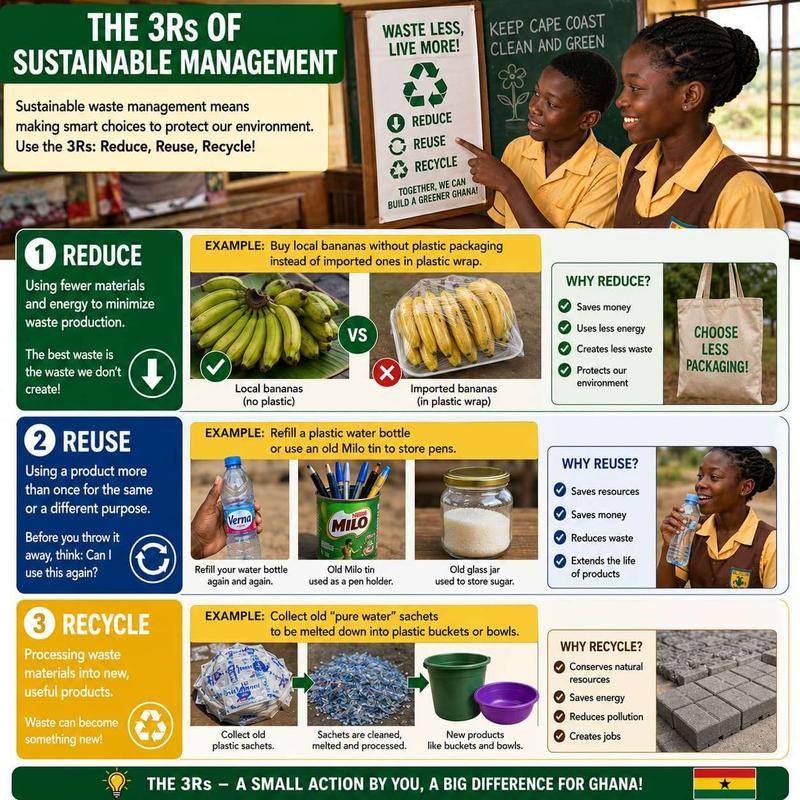 THE 3Rs OF
SUSTAINABLE MANAGEMENT
Sustainable waste management means
making smart choices to protect our environment.
Use the 3Rs: Reduce, Reuse, Recycle!
WASTE LESS,
LIVE MORE!
REDUCE
REUSE
RECYCLE
TOGETHER, WE CAN
BUILD A GREENER GHANA!
KEEP CAPE COAST
CLEAN AND GREEN
1 REDUCE
Using fewer materials
and energy to minimize
waste production.
The best waste is
the waste we don't
create!
EXAMPLE: Buy local bananas without plastic packaging
instead of imported ones in plastic wrap.
VS
Local bananas
(no plastic)
Imported bananas
(in plastic wrap)
WHY REDUCE?
Saves money
Uses less energy
Creates less waste
Protects our
environment
CHOOSE
LESS
PACKAGING!
2 REUSE
Using a product more
than once for the same
or a different purpose.
Before you throw it
away, think: Can I
use this again?
EXAMPLE: Refill a plastic water bottle
or use an old Milo tin to store pens.
Verna
NESTLE
MILO
Refill your water bottle
again and again.
Old Milo tin
used as a pen holder.
Old glass jar
used to store sugar.
WHY REUSE?
Saves resources
Saves money
Reduces waste
Extends the life
of products
3 RECYCLE
Processing waste
materials into new,
useful products.
Waste can become
something new!
EXAMPLE: Collect old "pure water" sachets
to be melted down into plastic buckets or bowls.
Collect old
plastic sachets.
Sachets are cleaned,
melted and processed.
New products
like buckets and bowls.
WHY RECYCLE?
Conserves natural
resources
Saves energy
Reduces pollution
Creates jobs
THE 3Rs – A SMALL ACTION BY YOU, A BIG DIFFERENCE FOR GHANA!